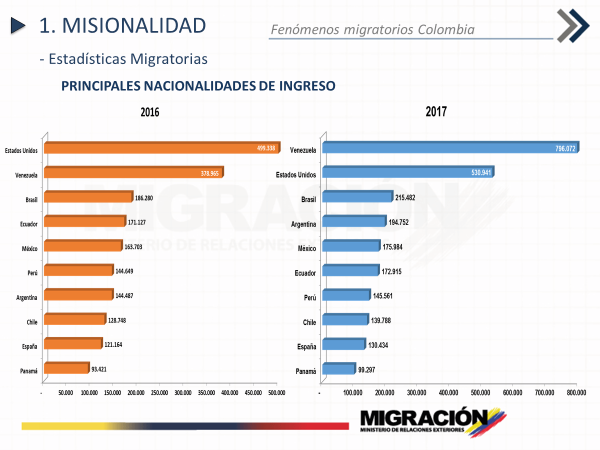 1. MISIONALIDAD
Fenómenos migratorios Colombia
- Estadísticas Migratorias
PRINCIPALES NACIONALIDADES DE INGRESO
2016
Estados Unidos 499.338
Venezuela 378.965
Brasil 186.280
Ecuador 171.127
México 163.703
Perú 144.649
Argentina 144.487
Chile 128.748
España 121.164
Panamá 93.421
- 50.000 100.000 150.000 200.000 250.000 300.000 350.000 400.000 450.000 500.000
2017
Venezuela 796.072
Estados Unidos 530.941
Brasil 215.482
Argentina 194.752
México 175.984
Ecuador 172.915
Perú 145.561
Chile 139.788
España 130.434
Panamá 99.297
- 100.000 200.000 300.000 400.000 500.000 600.000 700.000 800.000
MIGRACIÓN
MINISTERIO DE RELACIONES EXTERIORES
MIGRACIÓN
MINISTERIO DE RELACIONES EXTERIORES